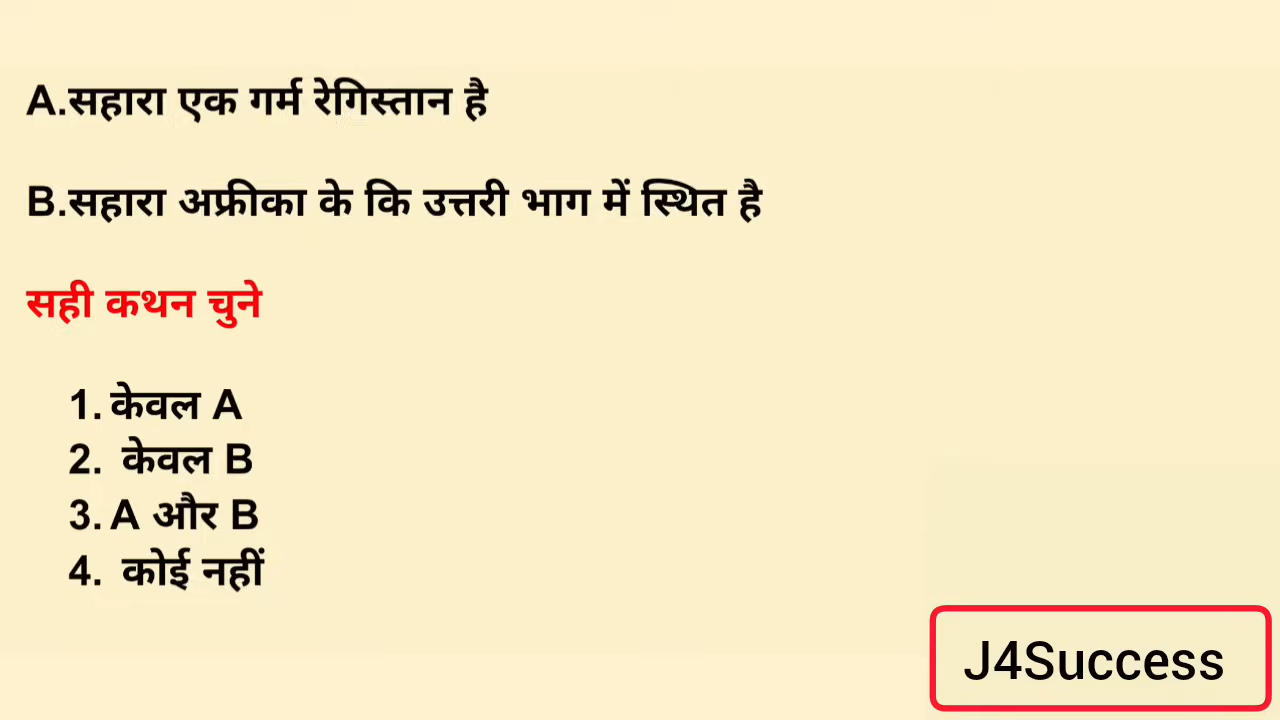 A.सहारा एक गर्म रेगिस्तान है
B.सहारा अफ्रीका के कि उत्तरी भाग में स्थित है
सही कथन चुने
1. केवल A
2. केवल B
3. A और B
4. कोई नहीं
J4Success